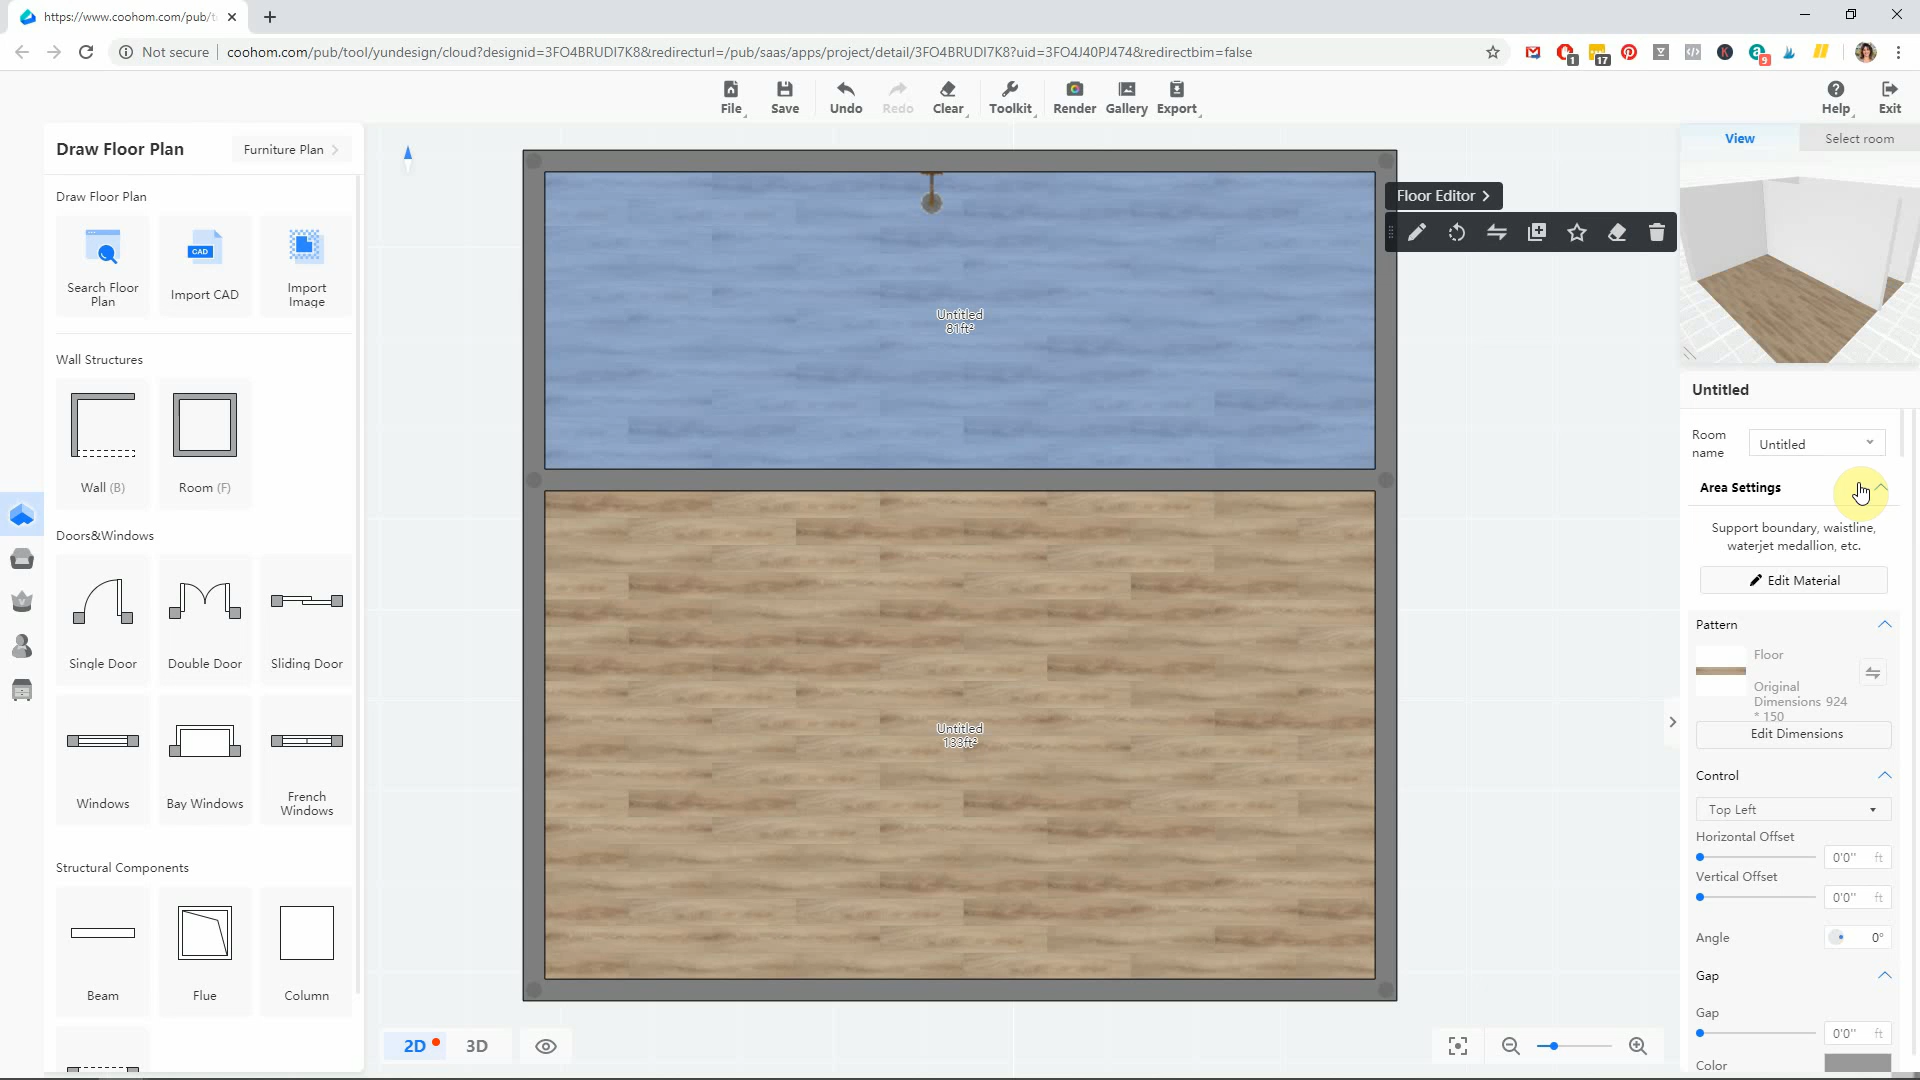 https://www.coohom.com/pub/t
Not secure
coohom.com/pub/tool/yundesign/cloud?designid=3FO4BRUDI7K8&redirecturl=/pub/saas/apps/project/detail/3FO4BRUDI7K8?uid=3FO4J40PJ474&redirectbim=false
1
17
9
File
Save
Undo
Redo
Clear
Toolkit
Render
Gallery
Export
Help
Exit
Draw Floor Plan
Furniture Plan
Draw Floor Plan
Search Floor
Plan
CAD
Import CAD
Import
Image
Wall Structures
Wall (B)
Room (F)
Doors&Windows
Single Door
Double Door
Sliding Door
Windows
Bay Windows
French
Windows
Structural Components
Beam
Flue
Column
Untitled
81ft²
Untitled
183ft²
Floor Editor
2D
3D
View
Select room
Untitled
Room
name
Untitled
Area Settings
Support boundary, waistline,
waterjet medallion, etc.
Edit Material
Pattern
Floor
Original
Dimensions 924
* 150
Edit Dimensions
Control
Top Left
Horizontal Offset
0'0" ft
Vertical Offset
0'0" ft
Angle
0°
Gap
Gap
0'0" ft
Color